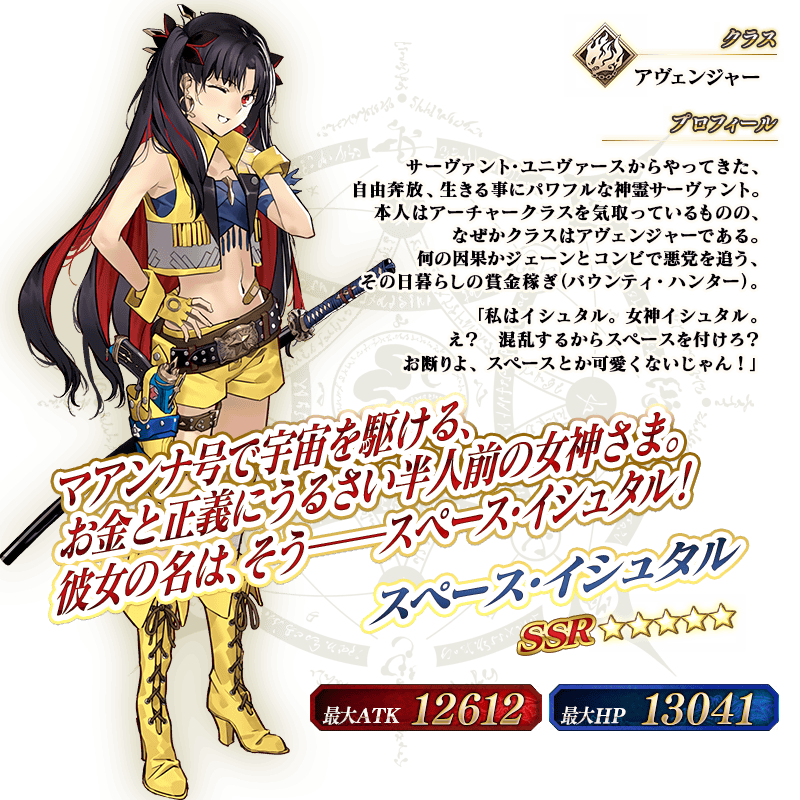 クラス
アヴェンジャー
プロフィール
サーヴァント・ユニヴァースからやってきた、
自由奔放、生きる事にパワフルな神霊サーヴァント。
本人はアーチャークラスを気取っているものの、
なぜかクラスはアヴェンジャーである。
何の因果かジェーンとコンビで悪党を追う、
その日暮らしの賞金稼ぎ(バウンティ・ハンター)。
「私はイシュタル。女神イシュタル。
え?　混乱するからスペースを付けろ?
お断りよ、スペースとか可愛くないじゃん!」
マアンナ号で宇宙を駆ける、
お金と正義にうるさい半人前の女神さま。
彼女の名は、そう――スペース・イシュタル!
スペース・イシュタル
SSR ☆☆☆☆☆
最大ATK 12612
最大HP 13041